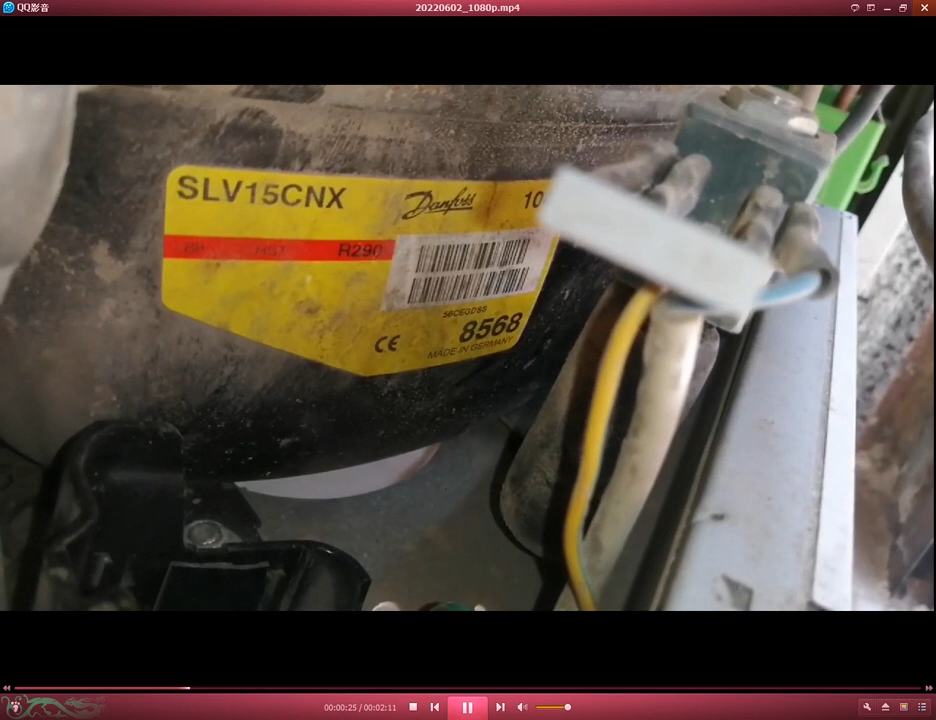 QQ影音
20220602_1080p.mp4
SLV15CNX
Danfoss
10
HST
R290
8568
CE
MADE IN GERMANY
00:00:25 / 00:02:11